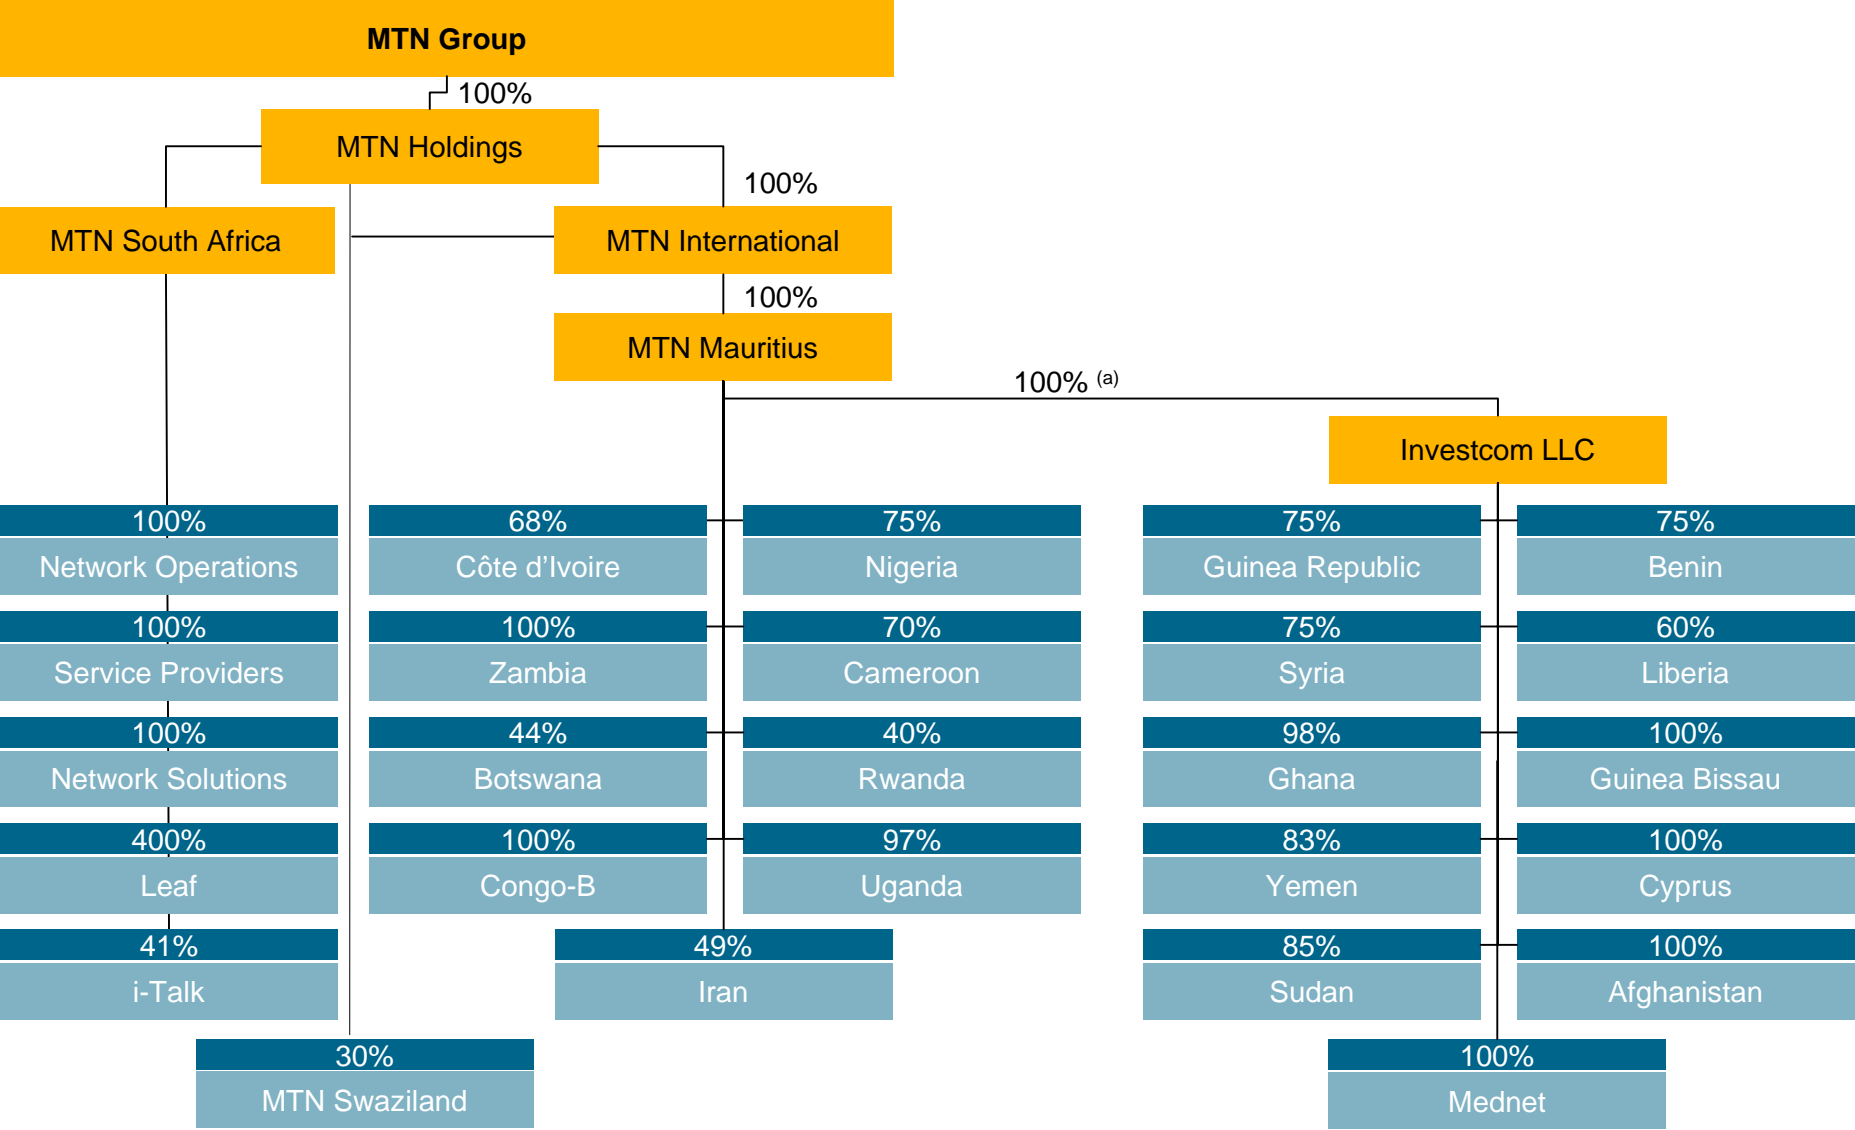 MTN Group
100%
MTN Holdings
100%
MTN South Africa
MTN International
100%
MTN Mauritius
100% (a)
Investcom LLC
100%
Network Operations
100%
Service Providers
100%
Network Solutions
400%
Leaf
41%
i-Talk
30%
MTN Swaziland
68%
Côte d’Ivoire
75%
Nigeria
100%
Zambia
70%
Cameroon
44%
Botswana
40%
Rwanda
100%
Congo-B
97%
Uganda
49%
Iran
75%
Guinea Republic
75%
Benin
75%
Syria
60%
Liberia
98%
Ghana
100%
Guinea Bissau
83%
Yemen
100%
Cyprus
85%
Sudan
100%
Afghanistan
100%
Mednet